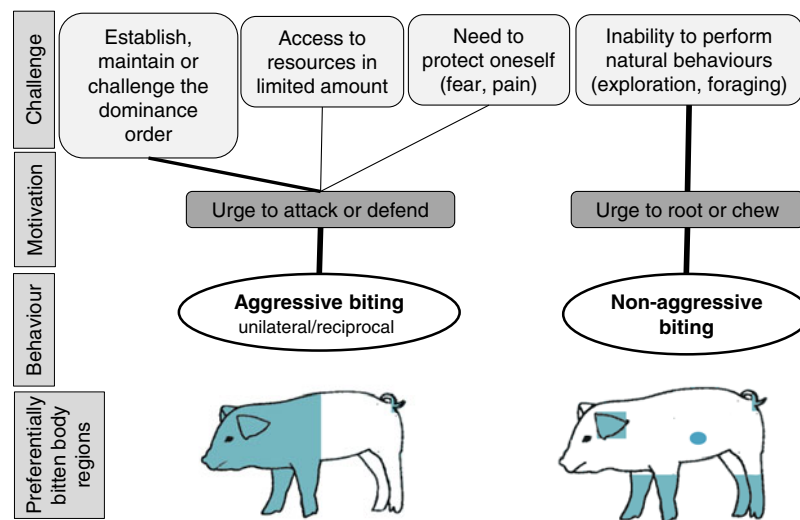 Challenge
Establish,
maintain or
challenge the
dominance
order
Access to
resources in
limited amount
Need to
protect oneself
(fear, pain)
Inability to perform
natural behaviours
(exploration, foraging)
Motivation
Urge to attack or defend
Urge to root or chew
Behaviour
Aggressive biting
unilateral/reciprocal
Non-aggressive
biting
Preferentially
bitten body
regions